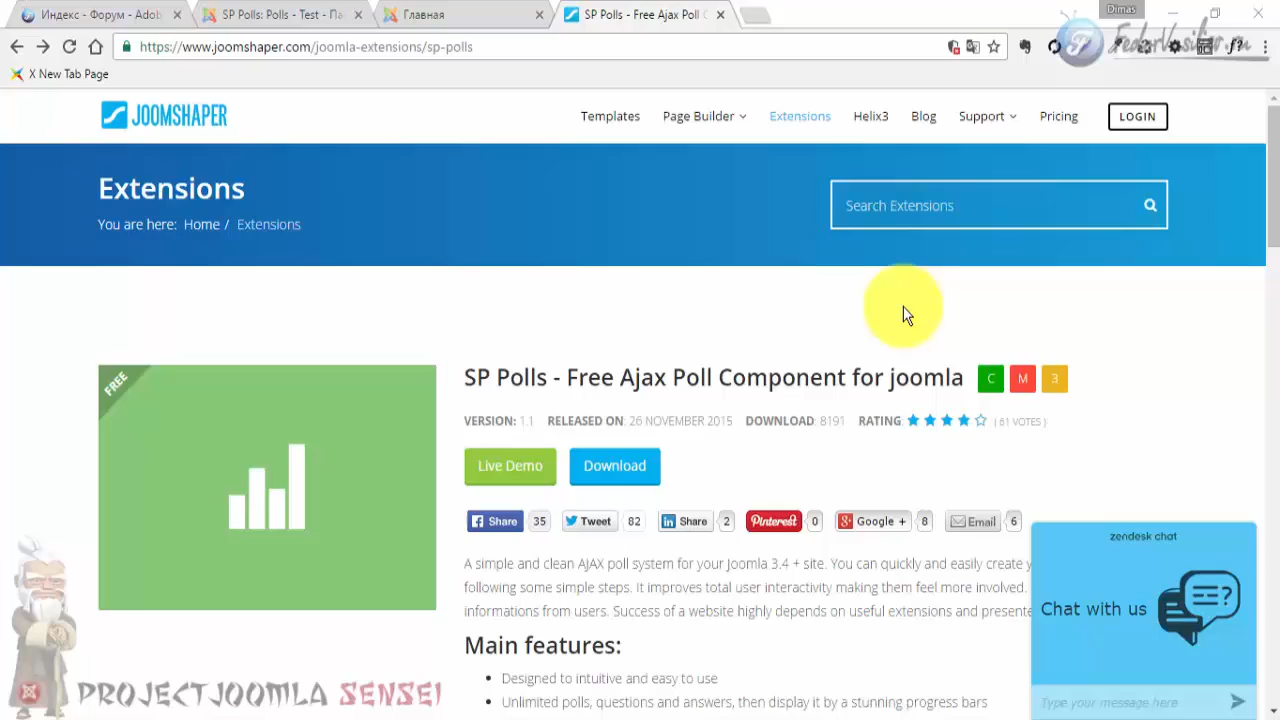 Dimas
Индекс - Форум - Adob
SP Polls: Polls - Test - Па
Главная
SP Polls - Free Ajax Poll C
https://www.joomshaper.com/joomla-extensions/sp-polls
FedorVasiliev.ru
X New Tab Page
JOOMSHAPER
Templates Page Builder Extensions Helix3 Blog Support Pricing LOGIN
Extensions
Search Extensions
You are here: Home / Extensions
FREE
SP Polls - Free Ajax Poll Component for joomla C M 3
VERSION: 1.1 RELEASED ON: 26 NOVEMBER 2015 DOWNLOAD: 8191 RATING: ( 61 VOTES )
Live Demo Download
Share 35 Tweet 82 Share 2 Pinterest 0 Google + 8 Email 6
zendesk chat
A simple and clean AJAX poll system for your Joomla 3.4 + site. You can quickly and easily create
following some simple steps. It improves total user interactivity making them feel more involved.
informations from users. Success of a website highly depends on useful extensions and presente
Chat with us
Main features:
Designed to intuitive and easy to use
Unlimited polls, questions and answers, then display it by a stunning progress bars
Type your message here
PROJECTJOOMLA SENSEI